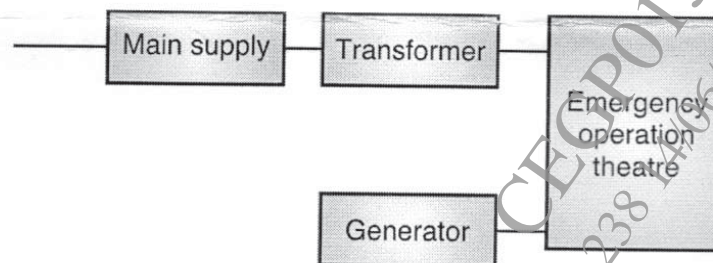 Main supply
Transformer
Emergency
operation
theatre
Generator